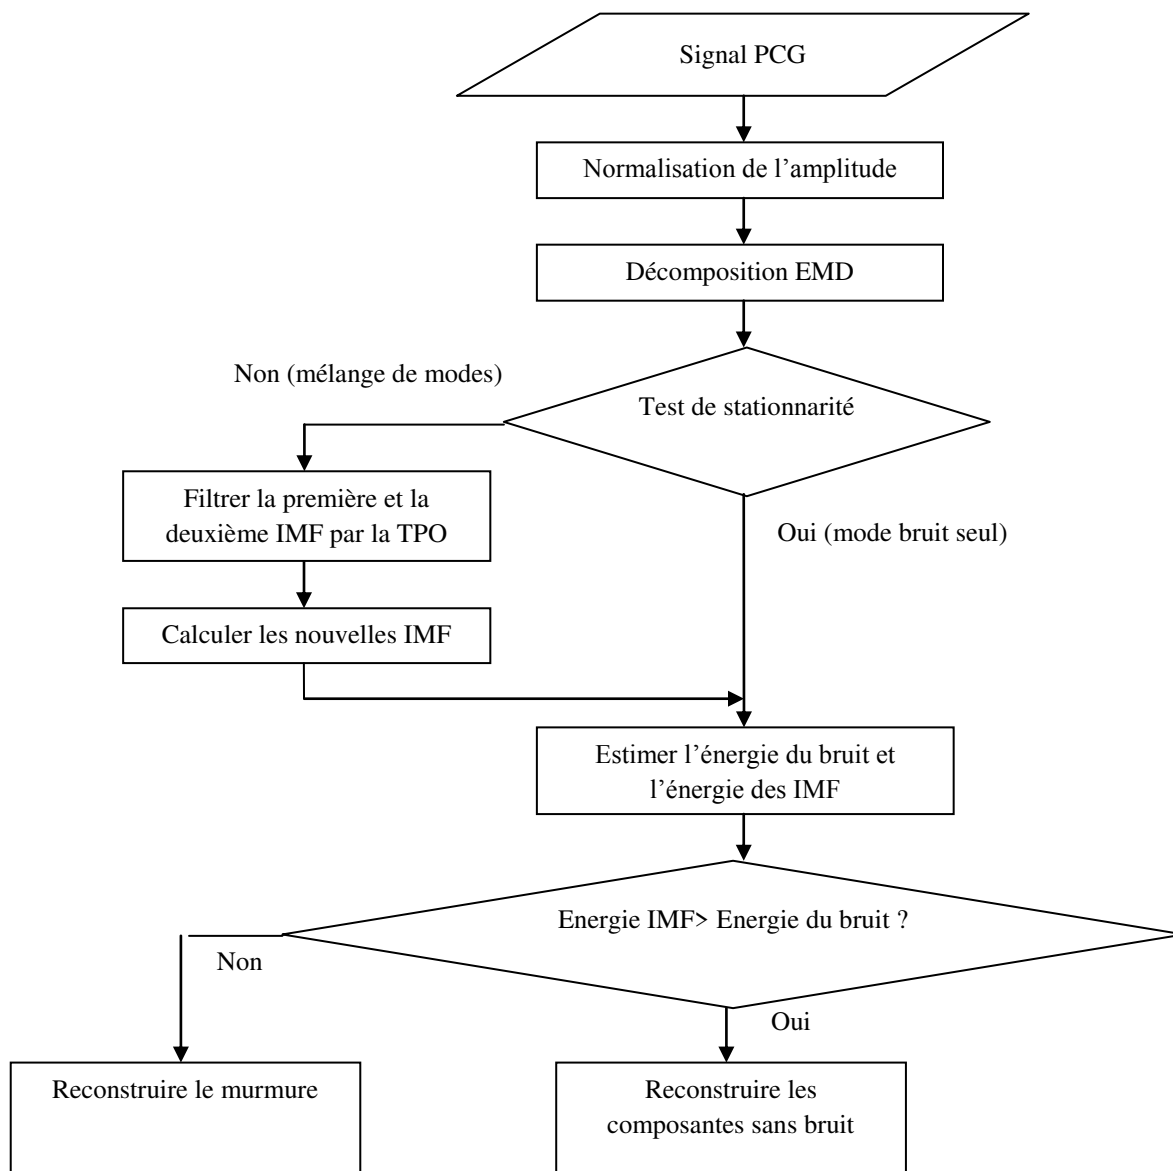 Signal PCG
Normalisation de l’amplitude
Décomposition EMD
Non (mélange de modes)
Test de stationnarité
Filtrer la première et la
deuxième IMF par la TPO
Oui (mode bruit seul)
Calculer les nouvelles IMF
Estimer l’énergie du bruit et
l’énergie des IMF
Energie IMF> Energie du bruit ?
Non
Oui
Reconstruire le murmure
Reconstruire les
composantes sans bruit